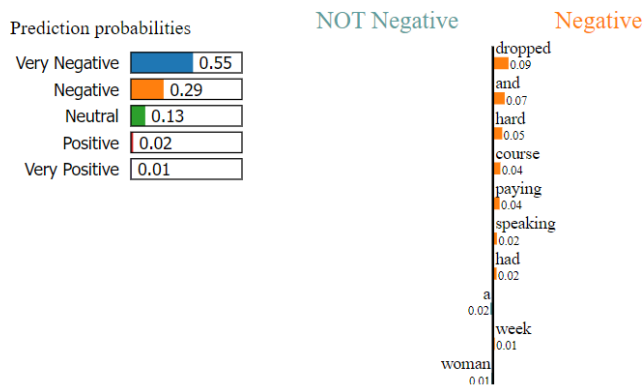 Prediction probabilities
Very Negative 0.55
Negative 0.29
Neutral 0.13
Positive 0.02
Very Positive 0.01
NOT Negative Negative
dropped
0.09
and
0.07
hard
0.05
course
0.04
paying
0.04
speaking
0.02
had
0.02
a
0.02
week
0.01
woman
0.01